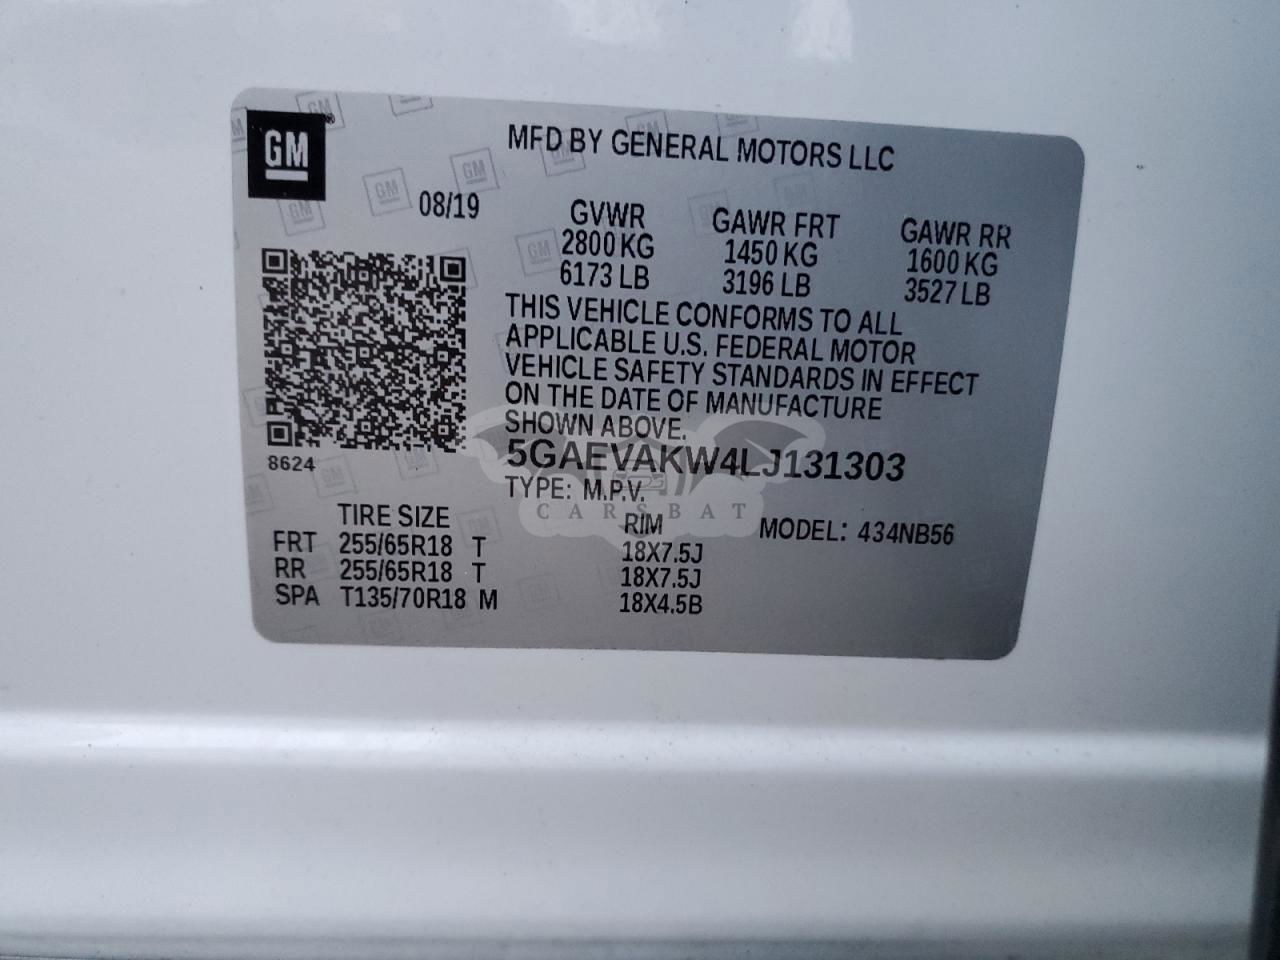 GM
MFD BY GENERAL MOTORS LLC
08/19
GVWR GAWR FRT GAWR RR
2800 KG 1450 KG 1600 KG
6173 LB 3196 LB 3527 LB
THIS VEHICLE CONFORMS TO ALL
APPLICABLE U.S. FEDERAL MOTOR
VEHICLE SAFETY STANDARDS IN EFFECT
ON THE DATE OF MANUFACTURE
SHOWN ABOVE.
8624
5GAEVAKW4LJ131303
TYPE: M.P.V.
CARSBAT
MODEL: 434NB56
TIRE SIZE RIM
FRT 255/65R18 T 18X7.5J
RR 255/65R18 T 18X7.5J
SPA T135/70R18 M 18X4.5B